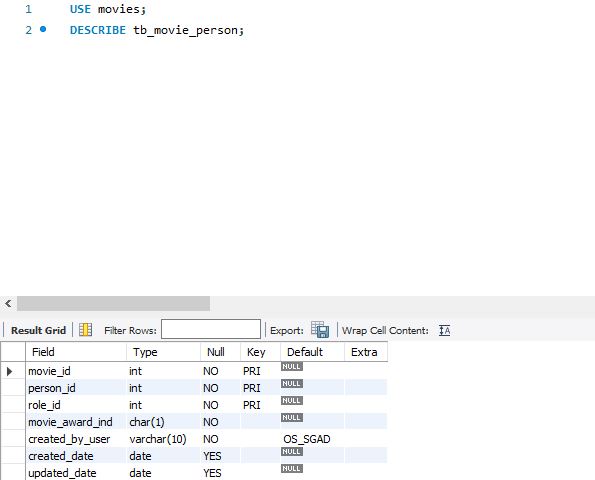 1 USE movies;
2 DESCRIBE tb_movie_person;
Result Grid Filter Rows: Export: Wrap Cell Content:
Field Type Null Key Default Extra
movie_id int NO PRI NULL
person_id int NO PRI NULL
role_id int NO PRI NULL
movie_award_ind char(1) NO NULL
created_by_user varchar(10) NO OS_SGAD
created_date date YES NULL
updated_date date YES NULL